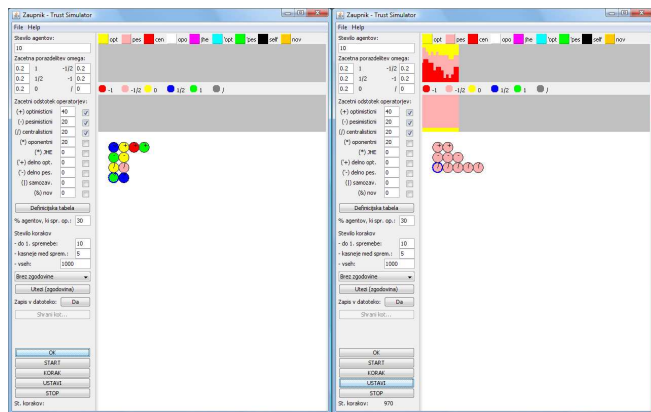 Zaupnik - Trust Simulator
File Help
Stevilo agentov:
10
Zacetna porazdelitev omega:
0.2 1 -1/2 0.2
0.2 1/2 -1 0.2
0.2 0 / 0
Zacetni odstotek operatorjev:
(+) optimisticni 40
(-) pesimisticni 20
(/) centralisticni 20
(*) oponentni 20
(*) JHE 0
('+) delno opt. 0
('-) delno pes. 0
(|) samozav. 0
(&) nov 0
Definicijska tabela
% agentov, ki spr. op.: 30
Stevilo korakov
- do 1. spremebe: 10
- kasneje med sprem.: 5
- vseh: 1000
Brez zgodovine
Utezi (zgodovina)
Zapis v datoteko: Da
Shrani kot...
OK
START
KORAK
USTAVI
STOP
St. korakov:
opt pes cen opo jhe 'opt 'pes self nov
-1 -1/2 0 1/2 1 /
Zaupnik - Trust Simulator
File Help
Stevilo agentov:
10
Zacetna porazdelitev omega:
0.2 1 -1/2 0.2
0.2 1/2 -1 0.2
0.2 0 / 0
Zacetni odstotek operatorjev:
(+) optimisticni 40
(-) pesimisticni 20
(/) centralisticni 20
(*) oponentni 20
(*) JHE 0
('+) delno opt. 0
('-) delno pes. 0
(|) samozav. 0
(&) nov 0
Definicijska tabela
% agentov, ki spr. op.: 30
Stevilo korakov
- do 1. spremebe: 10
- kasneje med sprem.: 5
- vseh: 1000
Brez zgodovine
Utezi (zgodovina)
Zapis v datoteko: Da
Shrani kot...
OK
START
KORAK
USTAVI
STOP
St. korakov: 970
opt pes cen opo jhe 'opt 'pes self nov
-1 -1/2 0 1/2 1 /